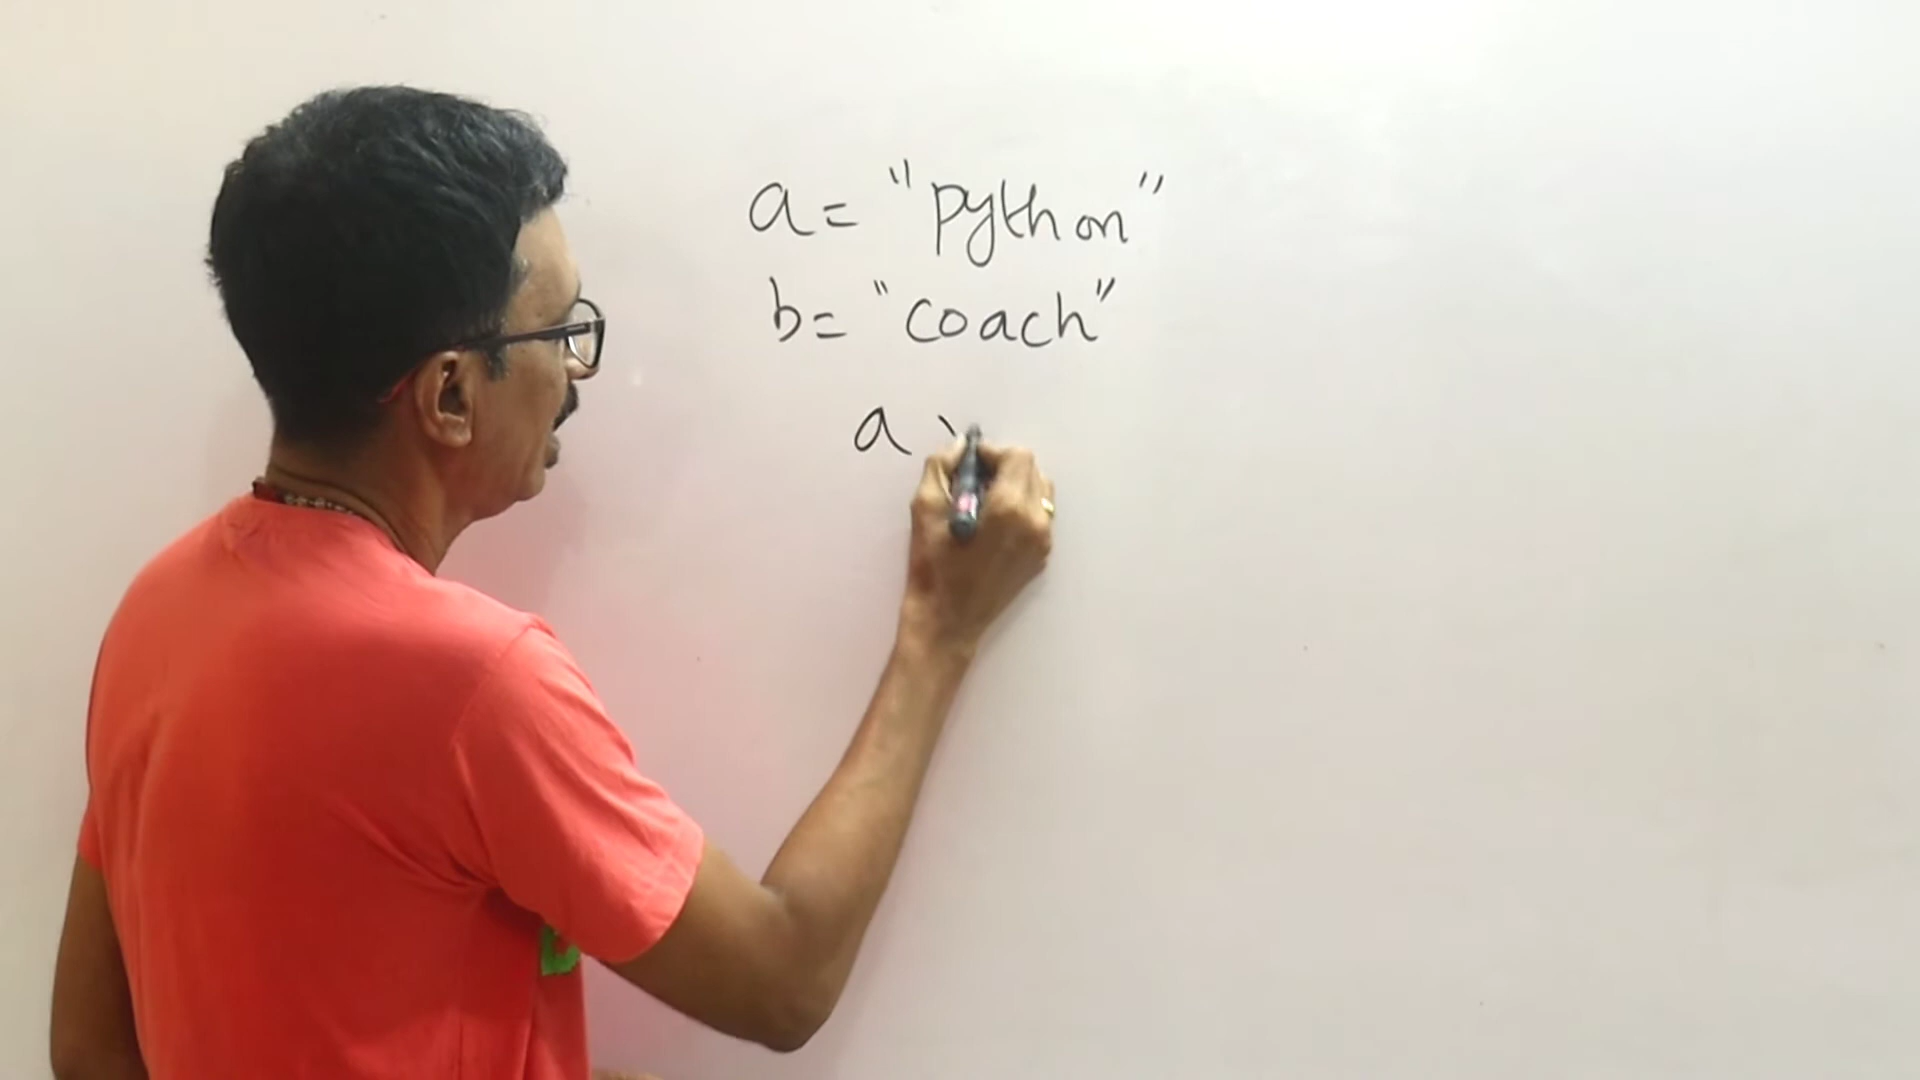 a = "python"
b = "coach"
a